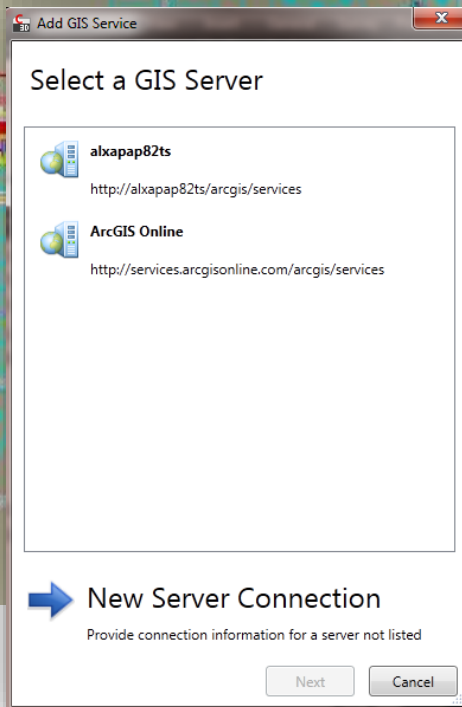 Add GIS Service
Select a GIS Server
alxapap82ts
http://alxapap82ts/arcgis/services
ArcGIS Online
http://services.arcgisonline.com/arcgis/services
New Server Connection
Provide connection information for a server not listed
Next
Cancel